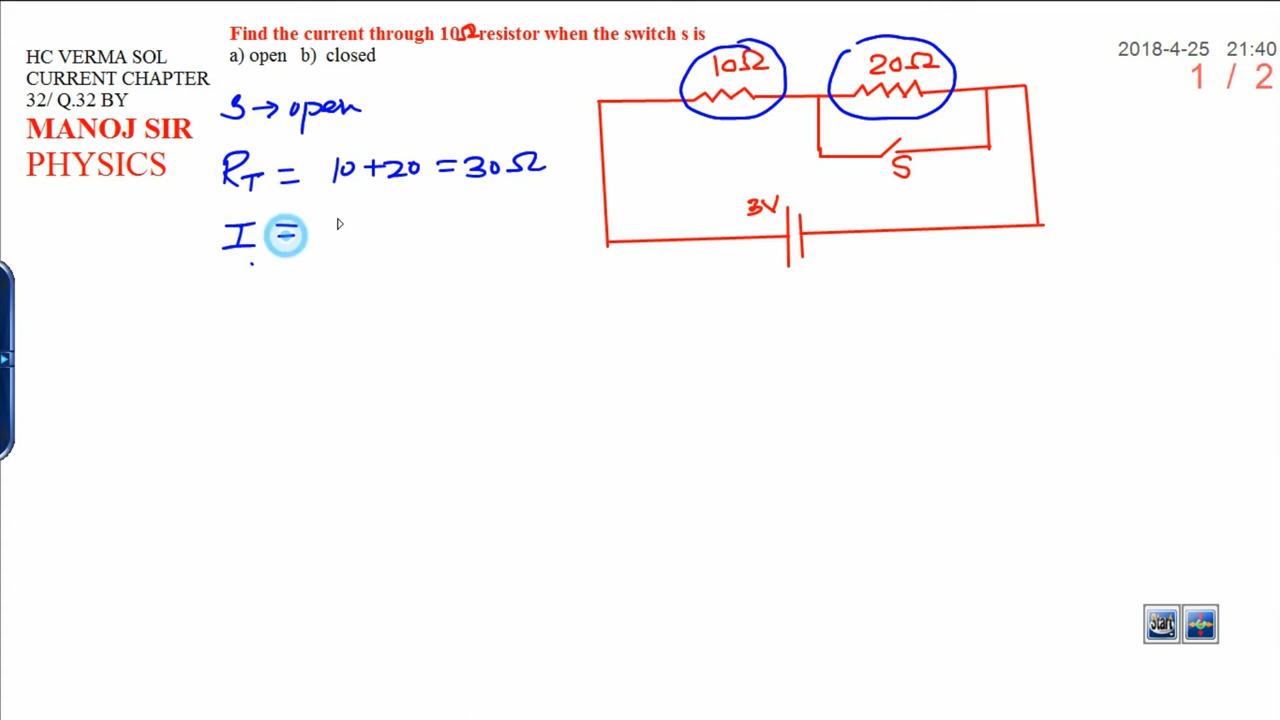 Find the current through 10Ω resistor when the switch s is
a) open b) closed
HC VERMA SOL
CURRENT CHAPTER
32/ Q.32 BY
MANOJ SIR
PHYSICS
2018-4-25 21:40
1 / 2
S → open
R_T = 10+20 = 30Ω
I =
10Ω
20Ω
S
3V
Start